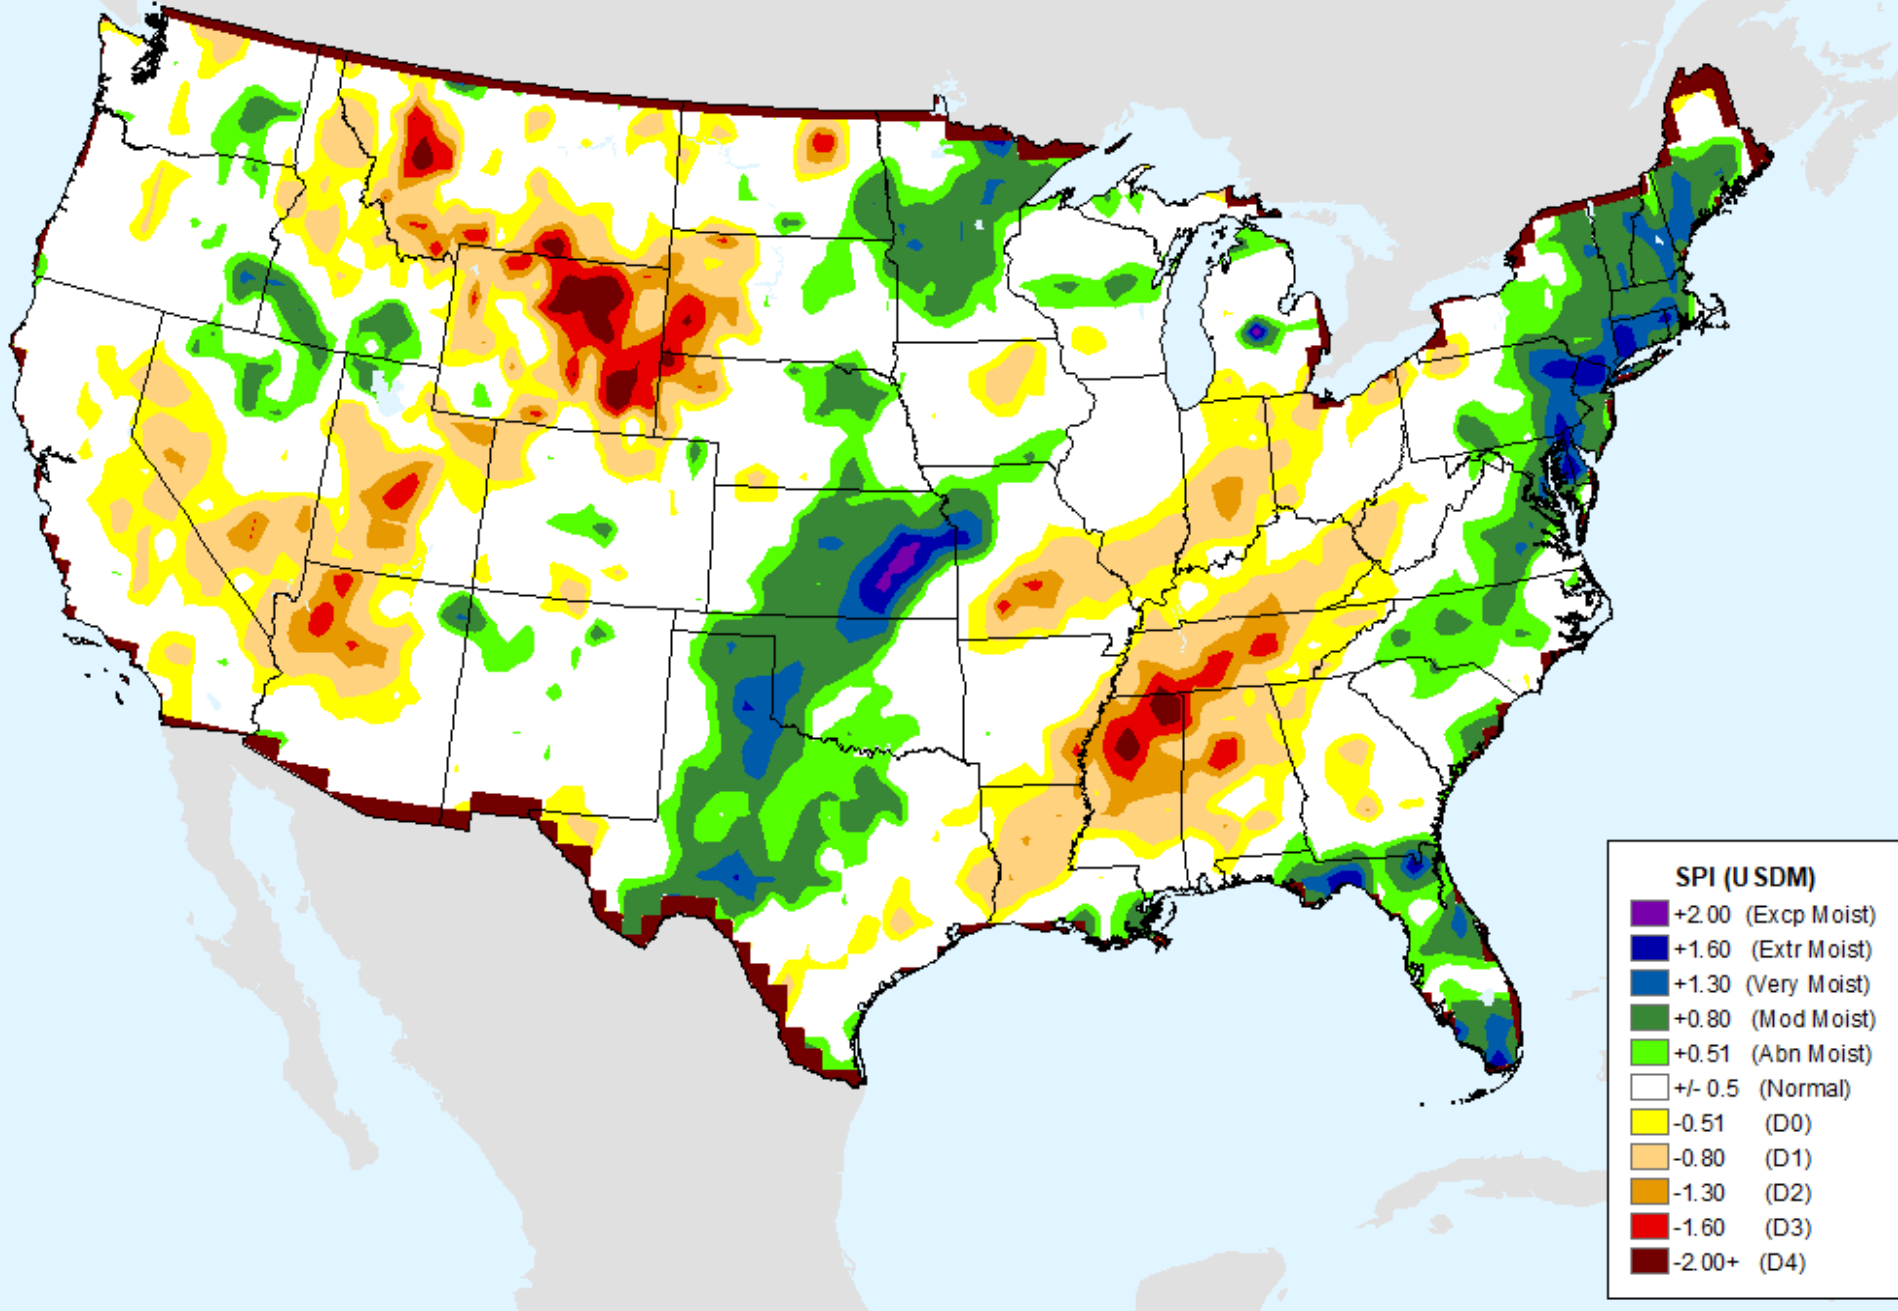 SPI (USDM)
+2.00 (Excp Moist)
+1.60 (Extr Moist)
+1.30 (Very Moist)
+0.80 (Mod Moist)
+0.51 (Abn Moist)
+/- 0.5 (Normal)
-0.51 (D0)
-0.80 (D1)
-1.30 (D2)
-1.60 (D3)
-2.00+ (D4)